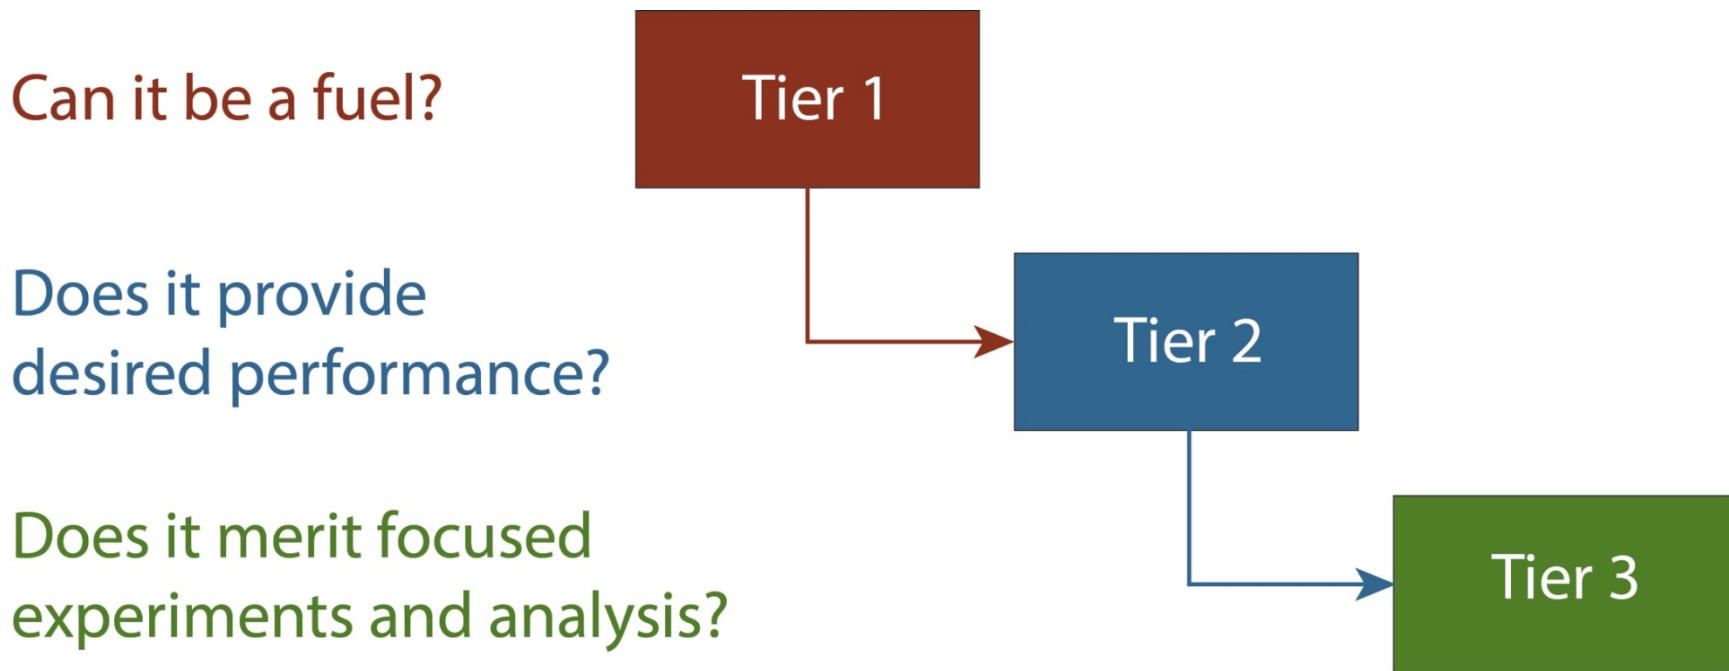 Can it be a fuel?
Tier 1
Does it provide
desired performance?
Tier 2
Does it merit focused
experiments and analysis?
Tier 3